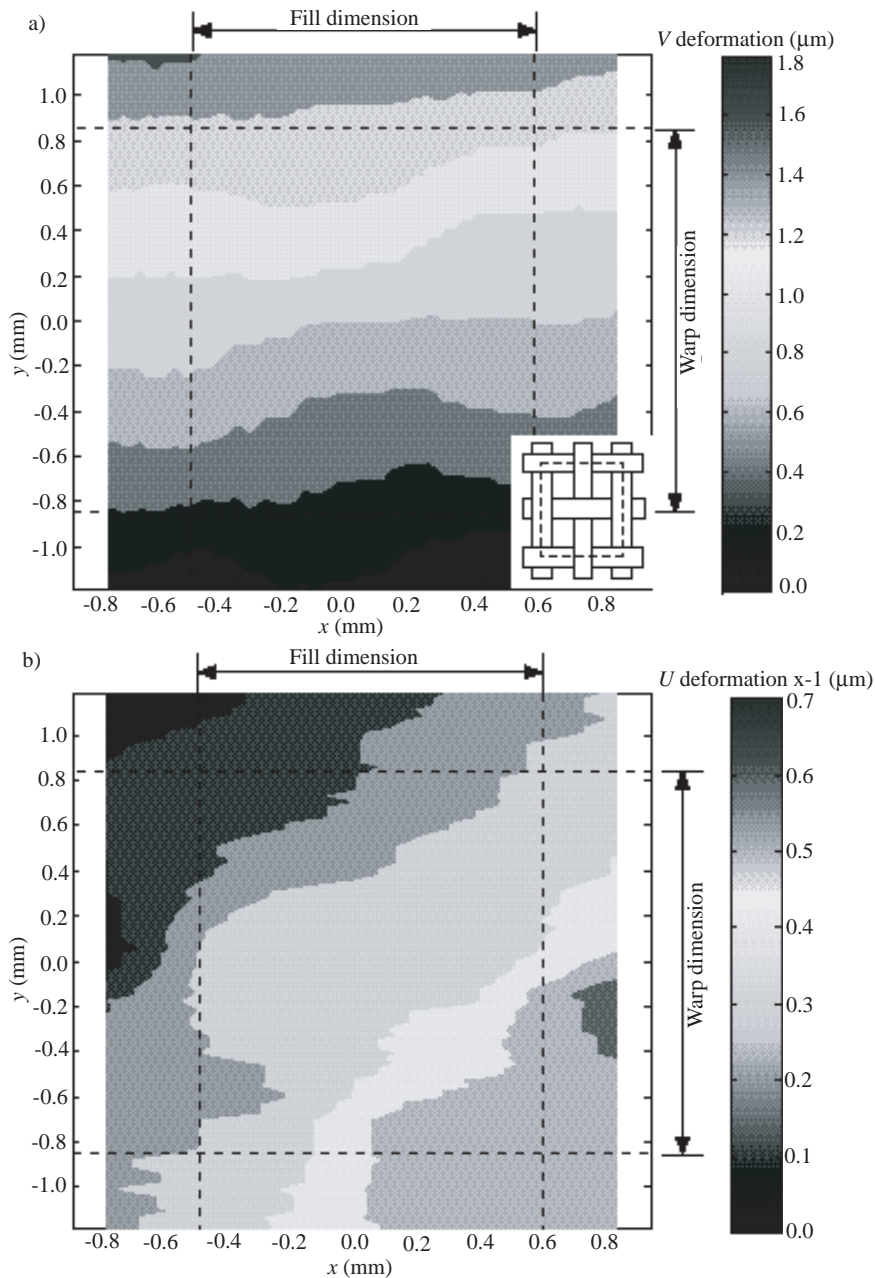 a)
Fill dimension
V deformation (μm)
1.0
0.8
0.6
0.4
0.2
0.0
-0.2
-0.4
-0.6
-0.8
-1.0
y (mm)
Warp dimension
1.8
1.6
1.4
1.2
1.0
0.8
0.6
0.4
0.2
0.0
-0.8 -0.6 -0.4 -0.2 0.0 0.2 0.4 0.6 0.8
x (mm)
b)
Fill dimension
U deformation x-1 (μm)
1.0
0.8
0.6
0.4
0.2
0.0
-0.2
-0.4
-0.6
-0.8
-1.0
y (mm)
Warp dimension
0.7
0.6
0.5
0.4
0.3
0.2
0.1
0.0
-0.8 -0.6 -0.4 -0.2 0.0 0.2 0.4 0.6 0.8
x (mm)